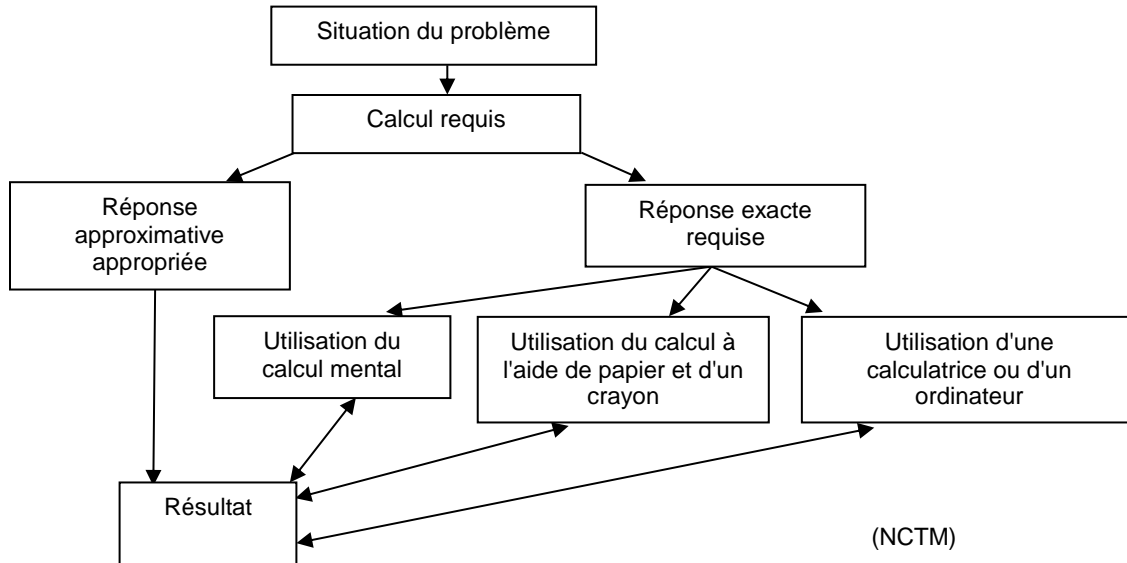 Situation du problème
Calcul requis
Réponse
approximative
appropriée
Réponse exacte
requise
Utilisation du
calcul mental
Utilisation du calcul à
l'aide de papier et d'un
crayon
Utilisation d'une
calculatrice ou d'un
ordinateur
Résultat
(NCTM)